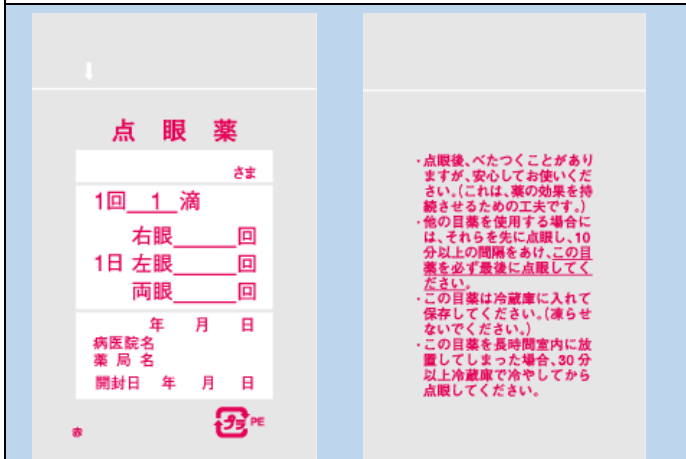 点 眼 薬
さま
1回 1 滴
右眼 回
1日 左眼 回
両眼 回
年 月 日
病医院名
薬 局 名
開封日 年 月 日
赤
プラ PE
・点眼後、べたつくことがあり
ますが、安心してお使いくだ
さい。(これは、薬の効果を持
続させるための工夫です。)
・他の目薬を使用する場合に
は、それらを先に点眼し、10
分以上の間隔をあけ、この目
薬を必ず最後に点眼してく
ださい。
・この目薬は冷蔵庫に入れて
保存してください。(凍らせ
ないでください。)
・この目薬を長時間室内に放
置してしまった場合、30分
以上冷蔵庫で冷やしてから
点眼してください。